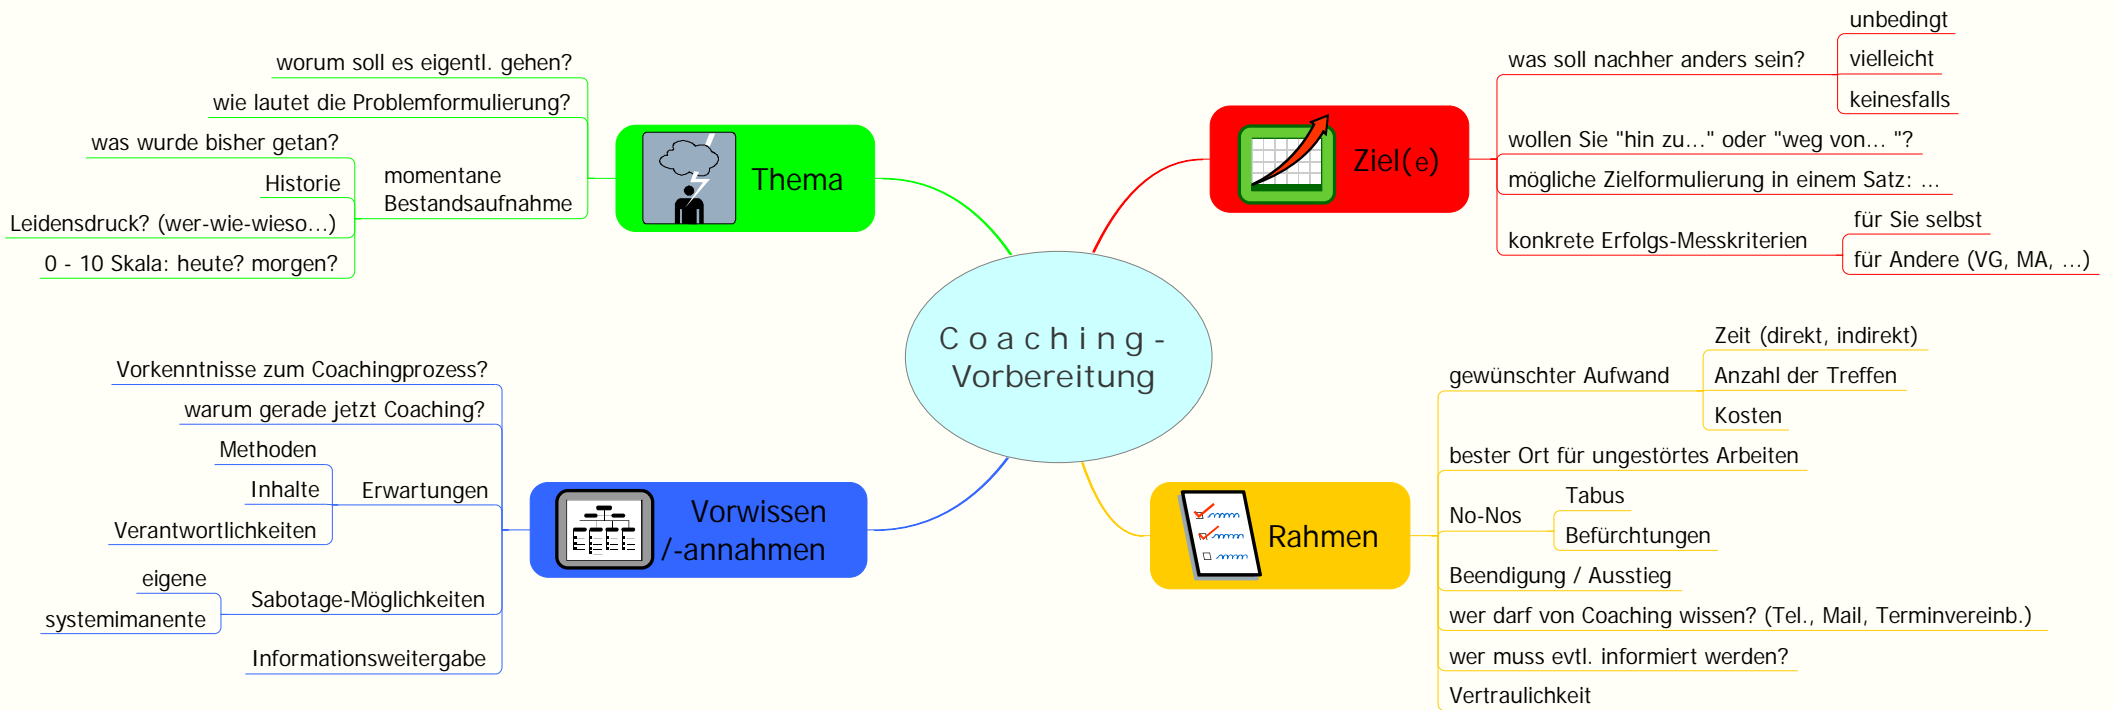 Coaching-
Vorbereitung
Thema
worum soll es eigentl. gehen?
wie lautet die Problemformulierung?
momentane
Bestandsaufnahme
was wurde bisher getan?
Historie
Leidensdruck? (wer-wie-wieso...)
0 - 10 Skala: heute? morgen?
Ziel(e)
was soll nachher anders sein?
unbedingt
vielleicht
keinesfalls
wollen Sie "hin zu..." oder "weg von... "?
mögliche Zielformulierung in einem Satz: ...
konkrete Erfolgs-Messkriterien
für Sie selbst
für Andere (VG, MA, ...)
Vorwissen
/-annahmen
Vorkenntnisse zum Coachingprozess?
warum gerade jetzt Coaching?
Erwartungen
Methoden
Inhalte
Verantwortlichkeiten
Sabotage-Möglichkeiten
eigene
systemimanente
Informationsweitergabe
Rahmen
gewünschter Aufwand
Zeit (direkt, indirekt)
Anzahl der Treffen
Kosten
bester Ort für ungestörtes Arbeiten
No-Nos
Tabus
Befürchtungen
Beendigung / Ausstieg
wer darf von Coaching wissen? (Tel., Mail, Terminvereinb.)
wer muss evtl. informiert werden?
Vertraulichkeit